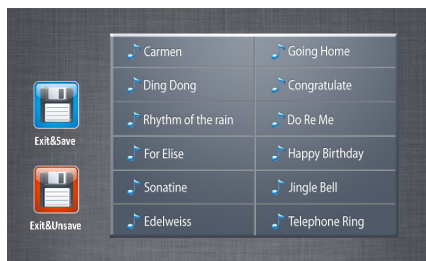 Carmen
Going Home
Ding Dong
Congratulate
Rhythm of the rain
Do Re Me
For Elise
Happy Birthday
Sonatine
Jingle Bell
Edelweiss
Telephone Ring
Exit&Save
Exit&Unsave